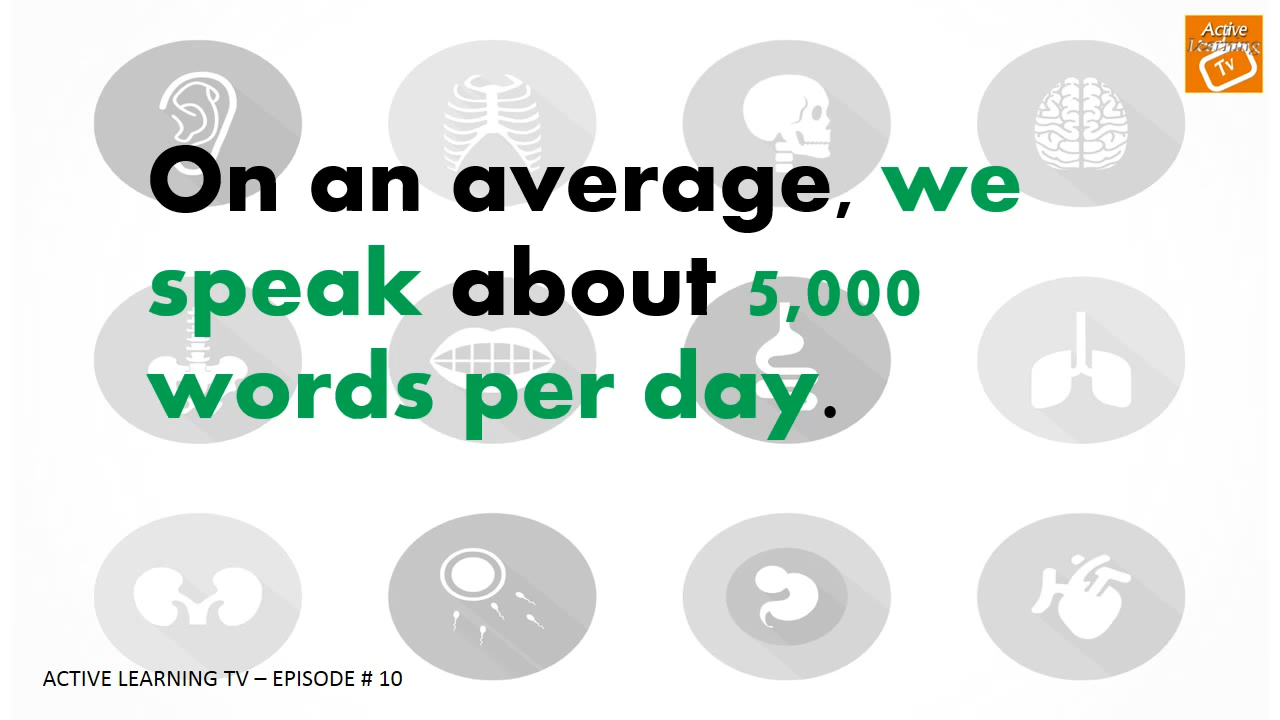 Active
Learning
Tv
On an average, we
speak about 5,000
words per day.
ACTIVE LEARNING TV – EPISODE # 10